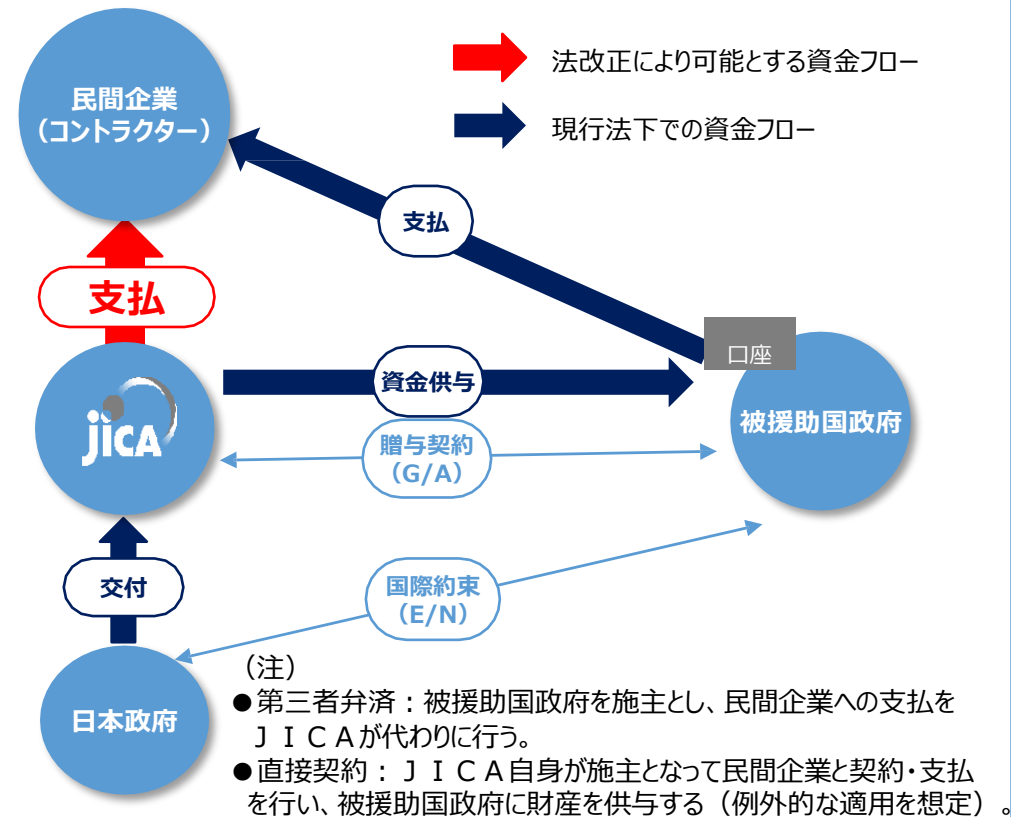 民間企業
（コントラクター）
法改正により可能とする資金フロー
現行法下での資金フロー
支払
支払
口座
資金供与
jICA
被援助国政府
贈与契約
（G/A）
交付
国際約束
（E/N）
日本政府
（注）
●第三者弁済：被援助国政府を施主とし、民間企業への支払を
ＪＩＣＡが代わりに行う。
●直接契約：ＪＩＣＡ自身が施主となって民間企業と契約・支払
を行い、被援助国政府に財産を供与する（例外的な適用を想定）。